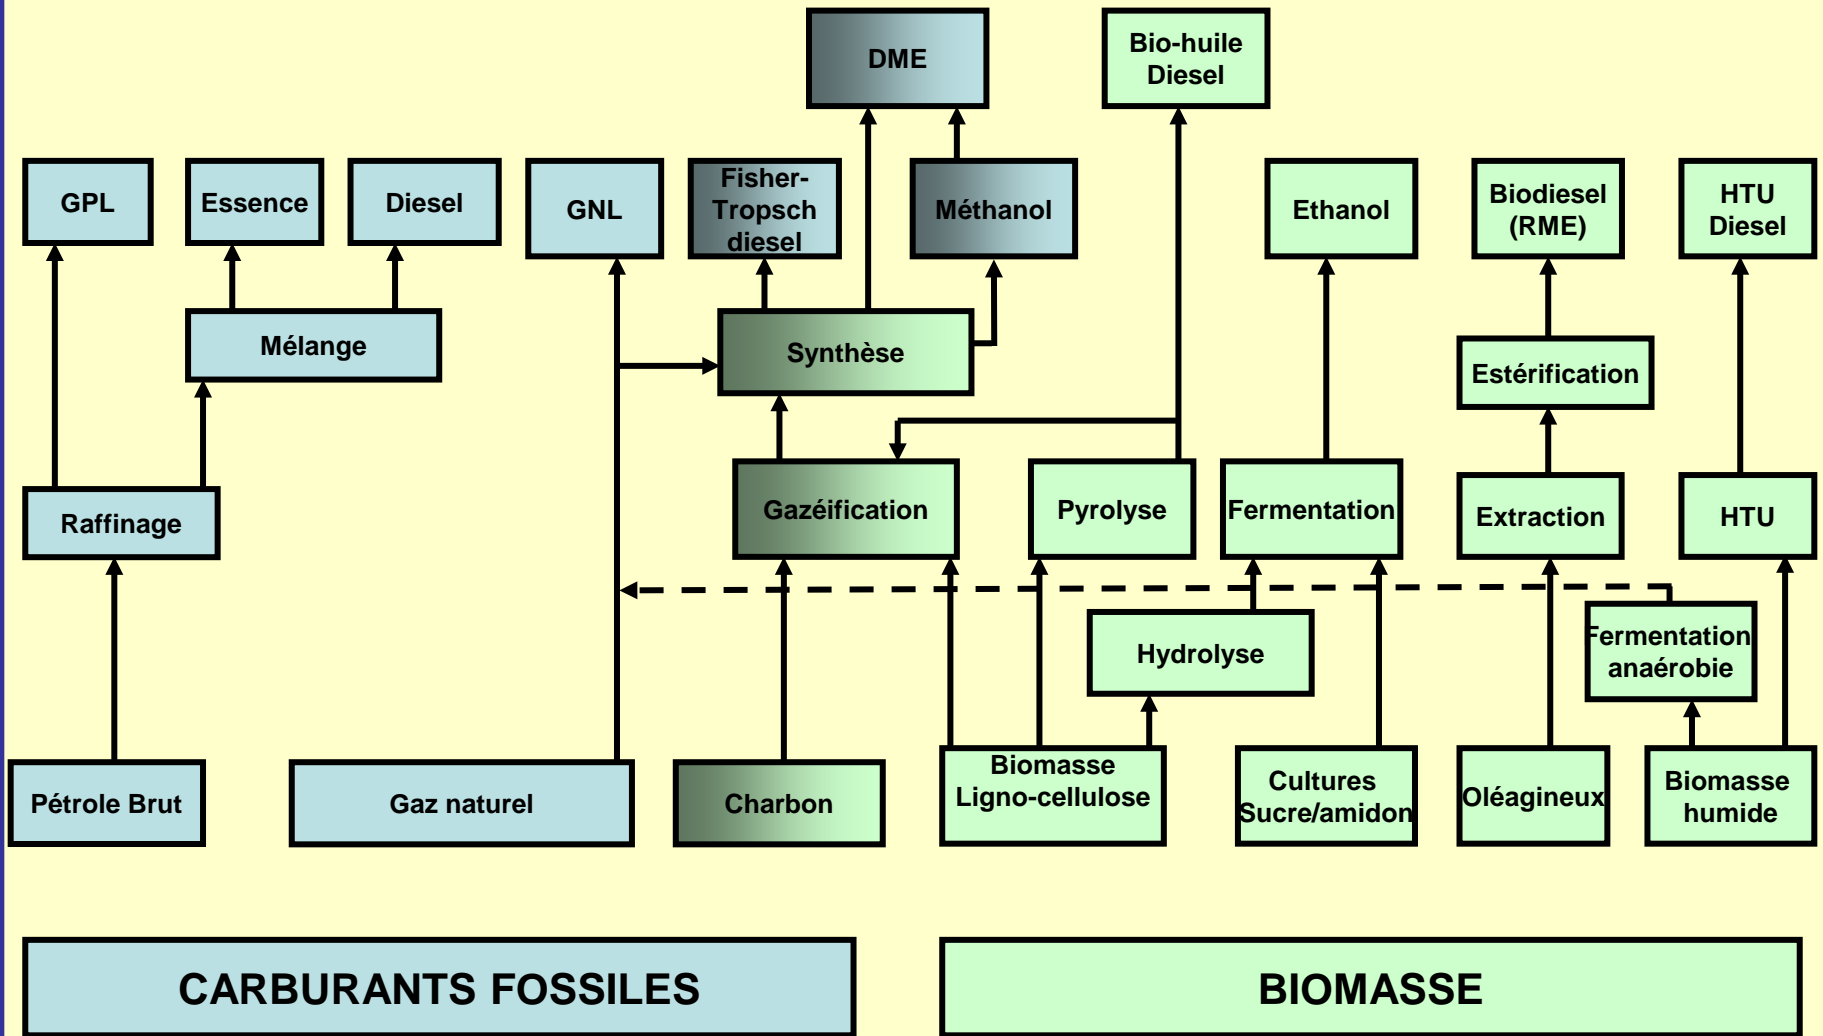 DME
Bio-huile
Diesel
GPL
Essence
Diesel
GNL
Fisher-
Tropsch
diesel
Méthanol
Ethanol
Biodiesel
(RME)
HTU
Diesel
Mélange
Synthèse
Estérification
Raffinage
Gazéification
Pyrolyse
Fermentation
Extraction
HTU
Hydrolyse
Fermentation
anaérobie
Pétrole Brut
Gaz naturel
Charbon
Biomasse
Ligno-cellulose
Cultures
Sucre/amidon
Oléagineux
Biomasse
humide
CARBURANTS FOSSILES
BIOMASSE